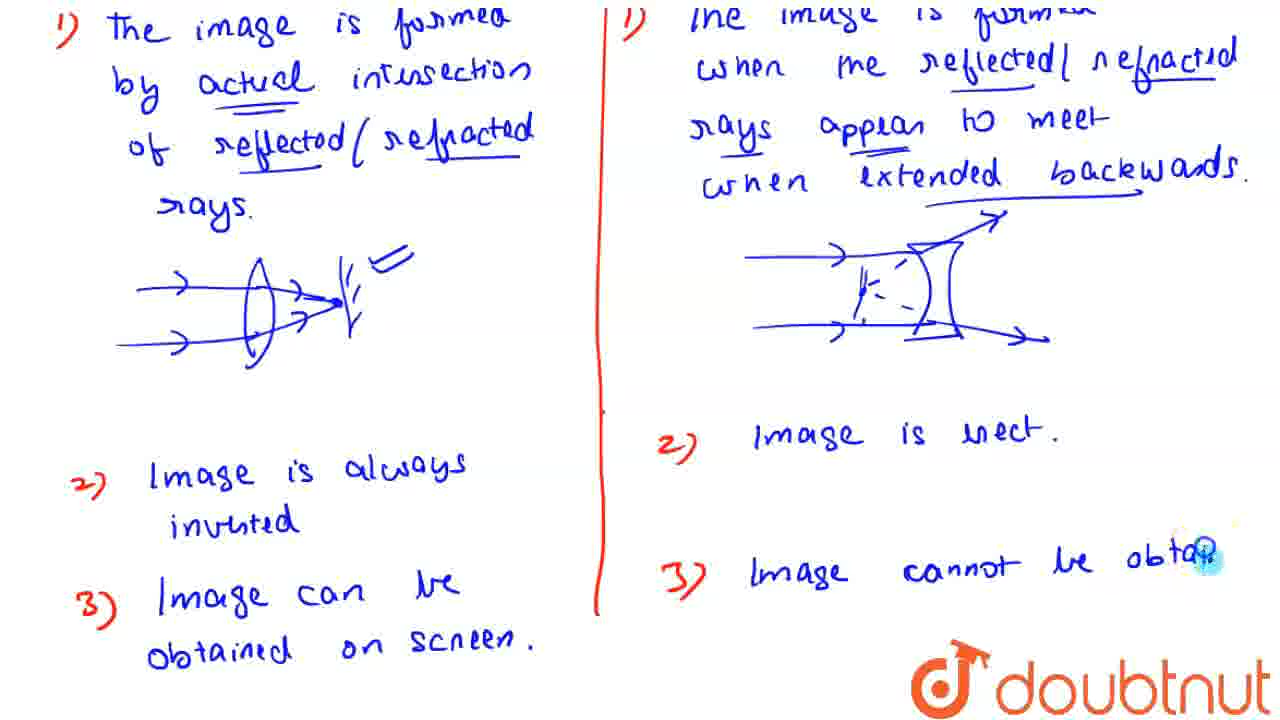 1) The image is formed
by actual intersection
of reflected/refracted
rays.
2) Image is always
inverted
3) Image can be
obtained on screen.
1) The image is formed
when the reflected/refracted
rays appear to meet
when extended backwards.
2) Image is erect.
3) Image cannot be obtai
doubtnut